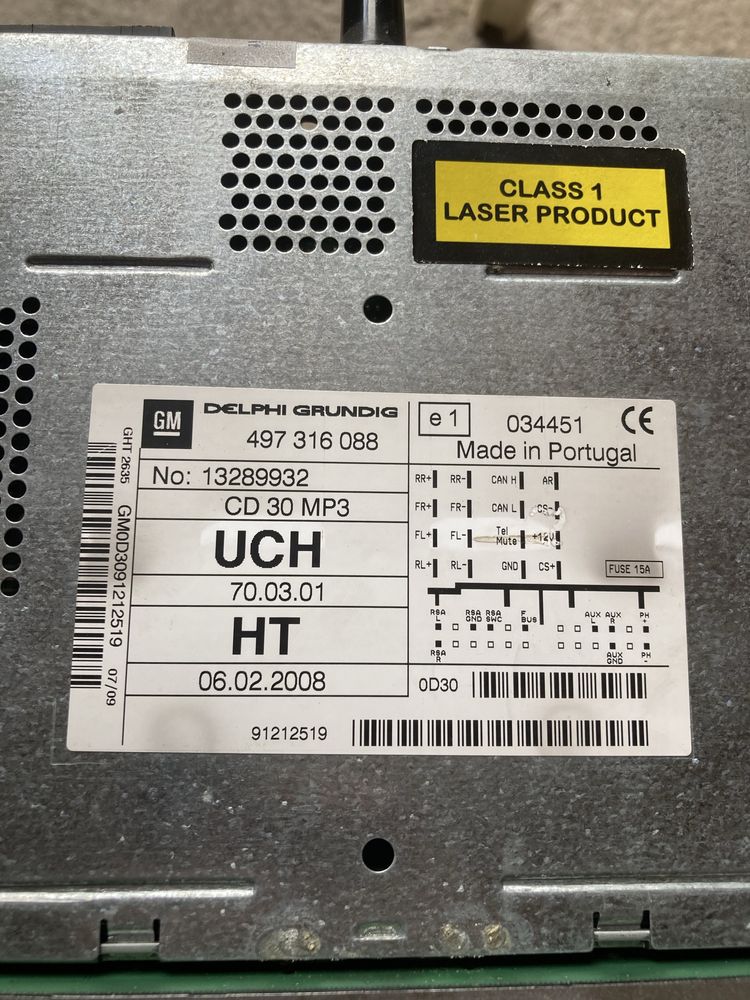 CLASS 1
LASER PRODUCT
GM
DELPHI GRUNDIG
497 316 088
No: 13289932
CD 30 MP3
UCH
70.03.01
HT
06.02.2008
91212519
GHT 2635
GM0D3091212519
07/09
e 1
034451
CE
Made in Portugal
RR+ RR- CAN H AR
FR+ FR- CAN L CS-
FL+ FL- Tel Mute +12V
RL+ RL- GND CS+
FUSE 15A
RSA L
RSA GND
RSA SWC
F BUS
AUX L
AUX R
PH +
RSA R
AUX GND
PH -
0D30